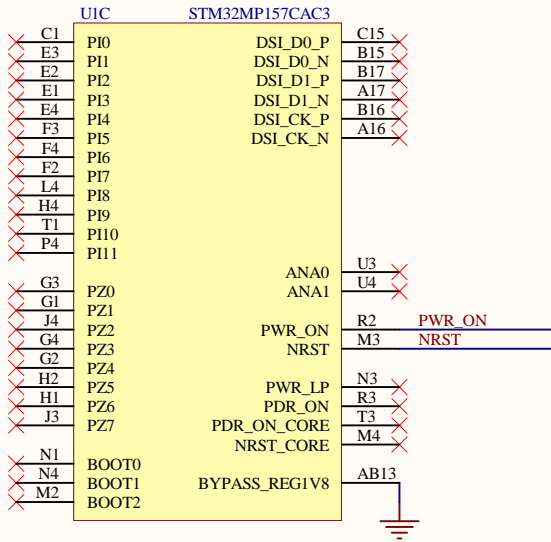 U1C STM32MP157CAC3
C1 PI0 DSI_D0_P C15
E3 PI1 DSI_D0_N B15
E2 PI2 DSI_D1_P B17
E1 PI3 DSI_D1_N A17
E4 PI4 DSI_CK_P B16
F3 PI5 DSI_CK_N A16
F4 PI6
F2 PI7
L4 PI8
H4 PI9
T1 PI10
P4 PI11
ANA0 U3
G3 PZ0 ANA1 U4
G1 PZ1
J4 PZ2 PWR_ON R2 PWR_ON
G4 PZ3 NRST M3 NRST
G2 PZ4
H2 PZ5 PWR_LP N3
H1 PZ6 PDR_ON R3
J3 PZ7 PDR_ON_CORE T3
NRST_CORE M4
N1 BOOT0
N4 BOOT1 BYPASS_REG1V8 AB13
M2 BOOT2